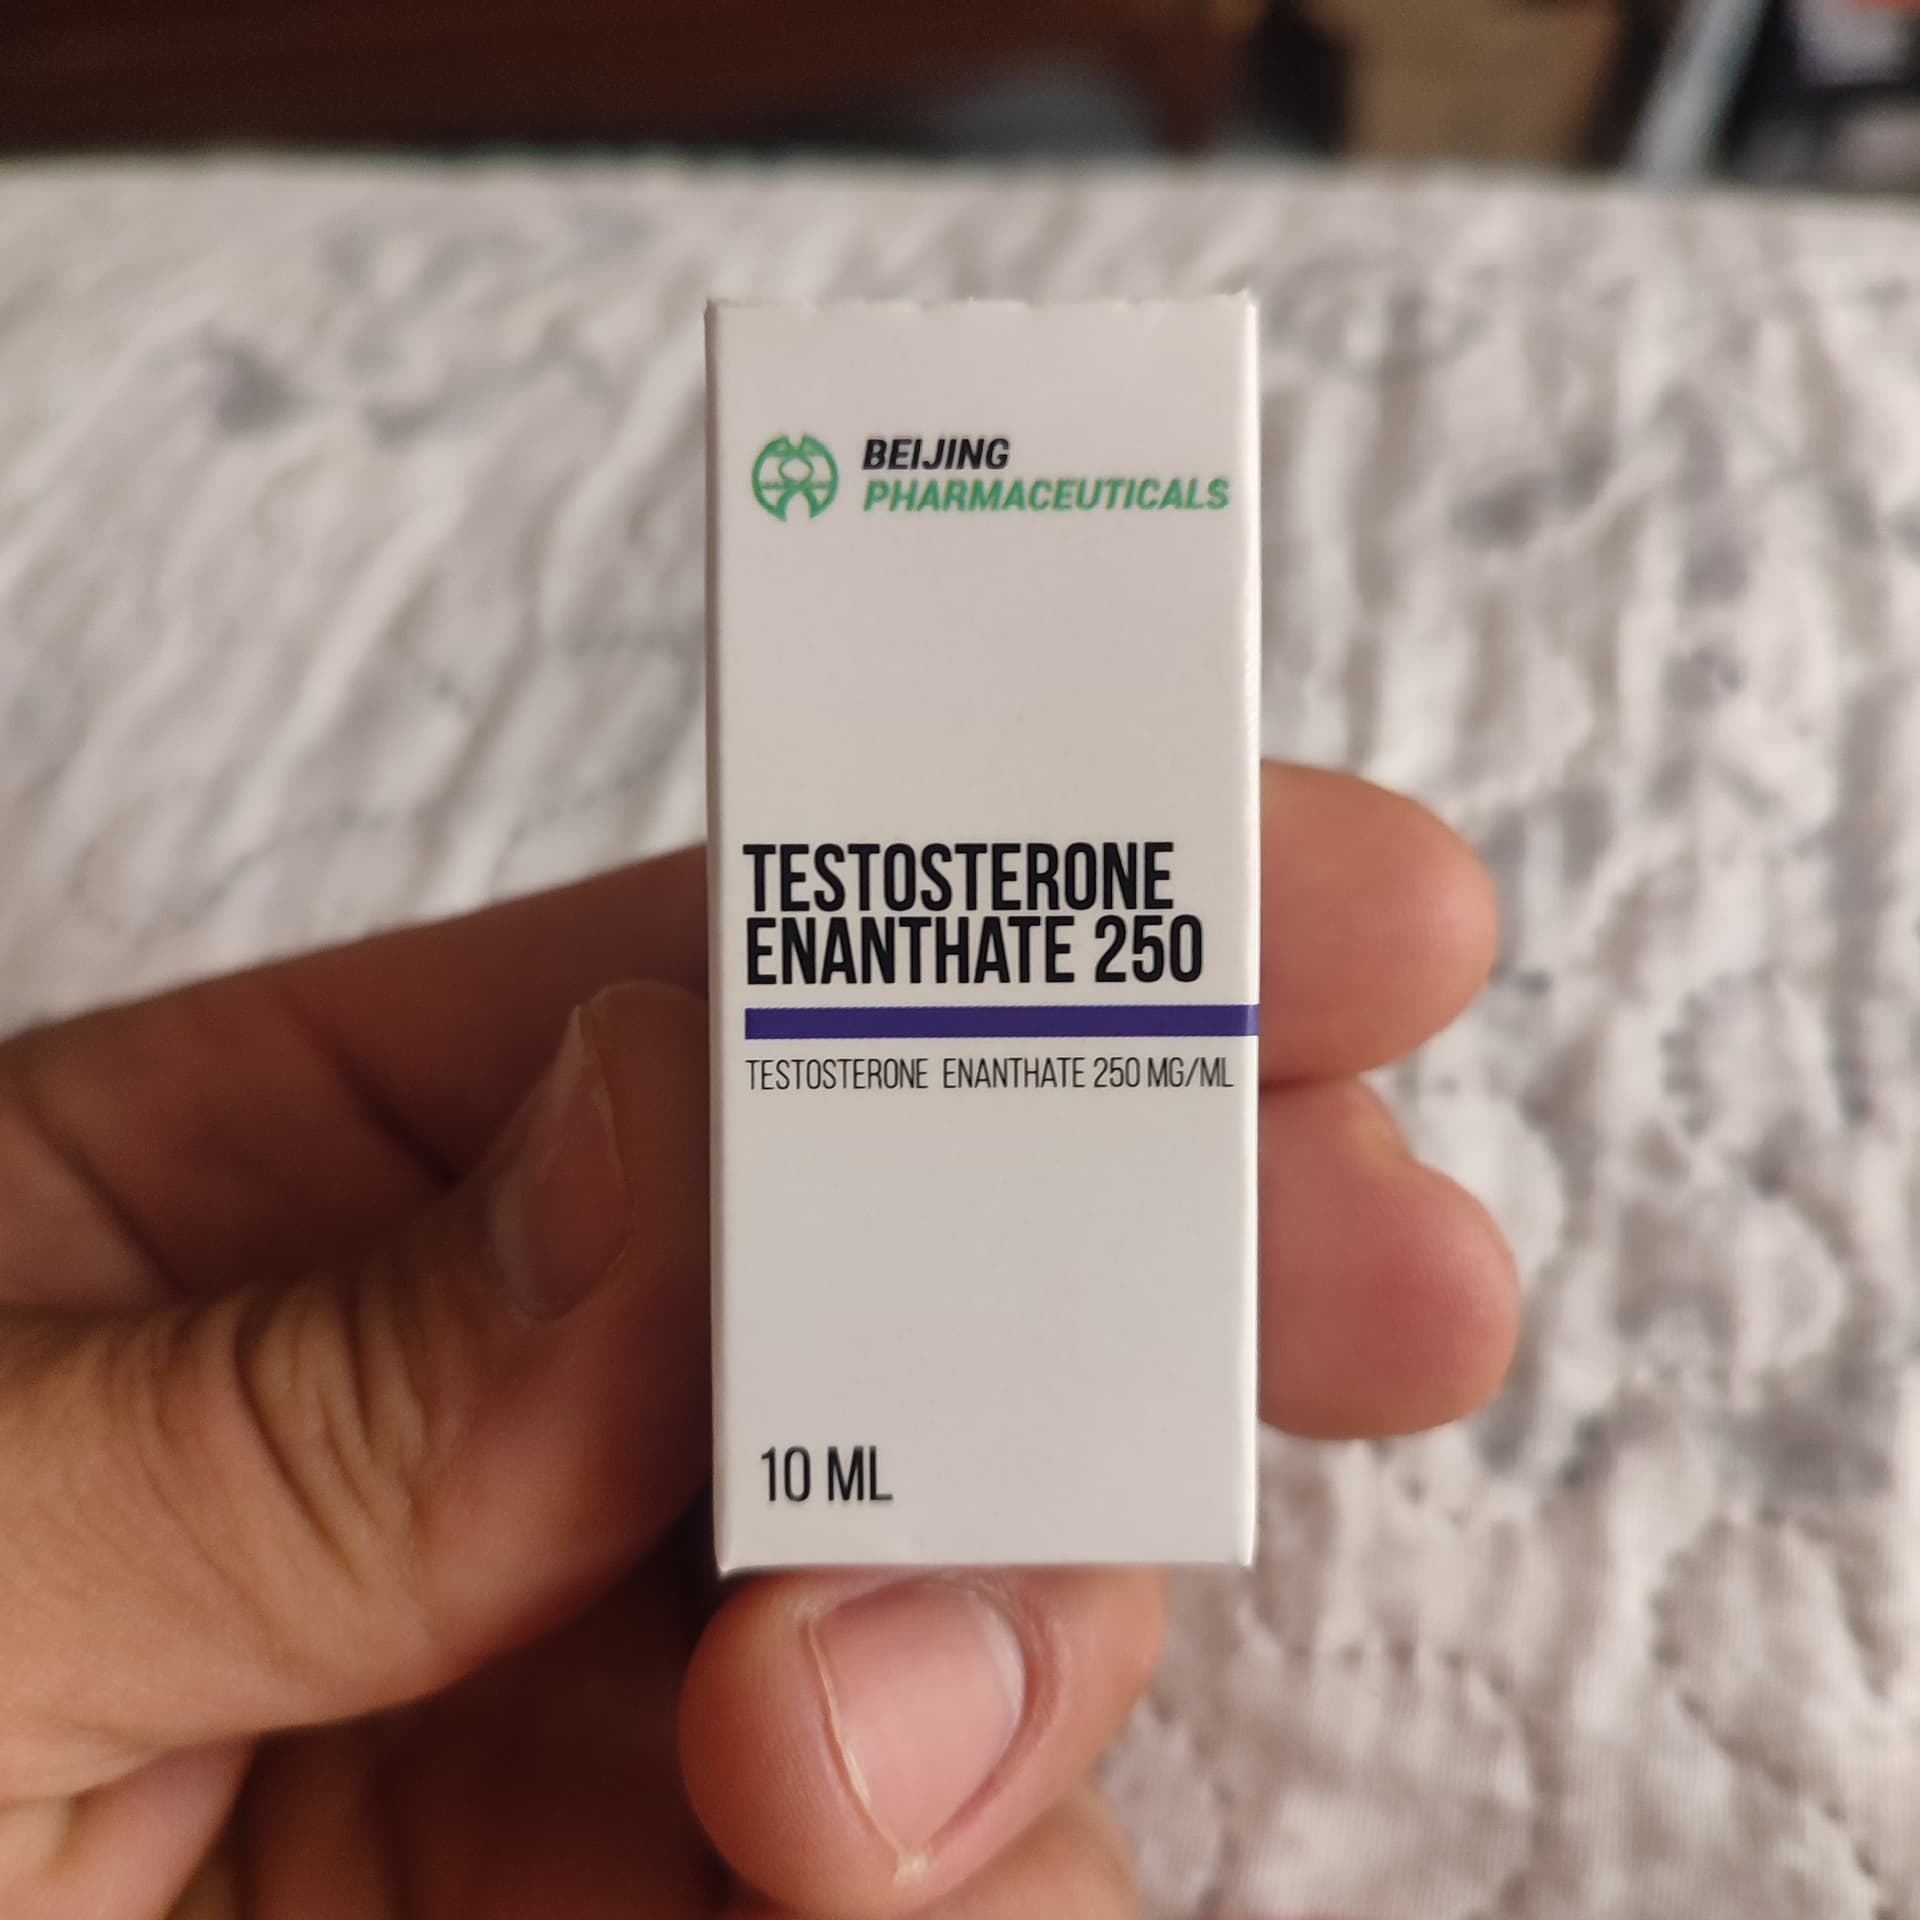 BEIJING
PHARMACEUTICALS
TESTOSTERONE
ENANTHATE 250
TESTOSTERONE ENANTHATE 250 MG/ML
10 ML